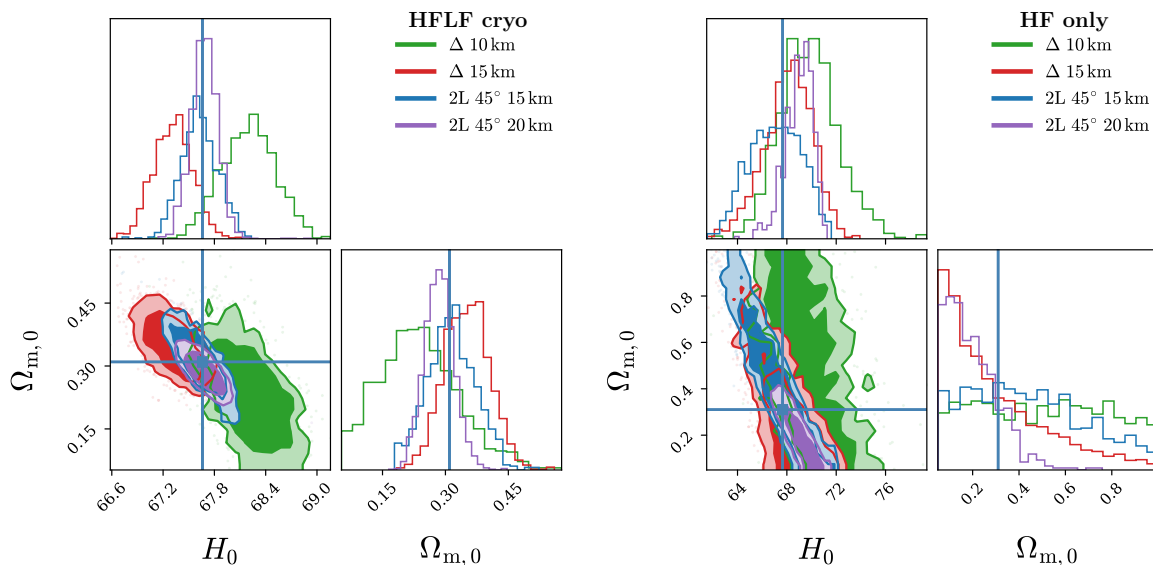 HFLF cryo
Δ 10 km
Δ 15 km
2L 45° 15 km
2L 45° 20 km
0.45
0.30
0.15
Ωm, 0
66.6 67.2 67.8 68.4 69.0
H0
0.15 0.30 0.45
Ωm, 0
HF only
Δ 10 km
Δ 15 km
2L 45° 15 km
2L 45° 20 km
0.8
0.6
0.4
0.2
Ωm, 0
64 68 72 76
H0
0.2 0.4 0.6 0.8
Ωm, 0